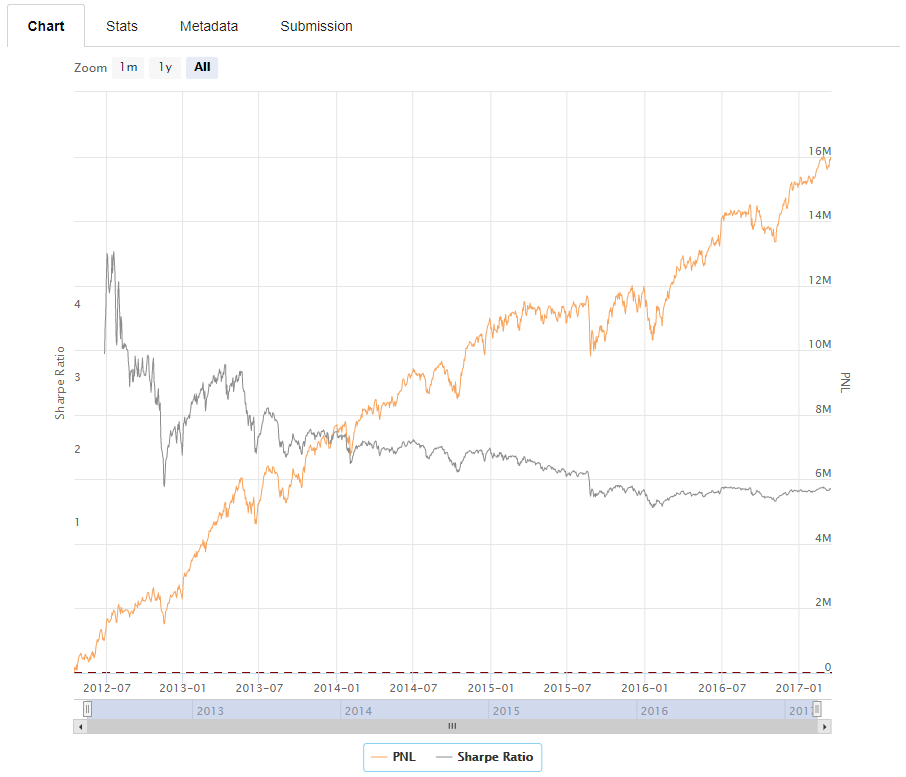 Chart Stats Metadata Submission
Zoom 1m 1y All
16M
14M
12M
4
10M
Sharpe Ratio
3
PNL
8M
2
6M
1
4M
2M
0
2012-07 2013-01 2013-07 2014-01 2014-07 2015-01 2015-07 2016-01 2016-07 2017-01
2013 2014 2015 2016
PNL Sharpe Ratio